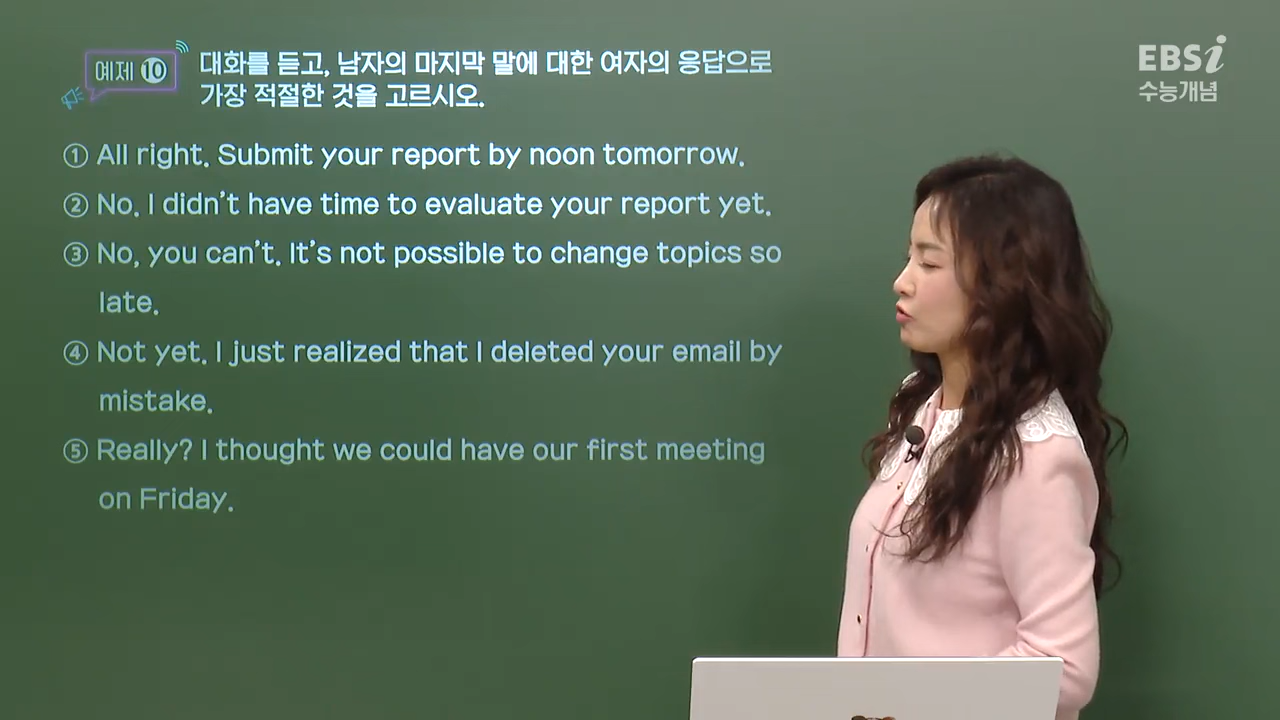 예제 10
대화를 듣고, 남자의 마지막 말에 대한 여자의 응답으로
가장 적절한 것을 고르시오.
EBSi
수능개념
① All right. Submit your report by noon tomorrow.
② No. I didn't have time to evaluate your report yet.
③ No, you can't. It's not possible to change topics so
late.
④ Not yet. I just realized that I deleted your email by
mistake.
⑤ Really? I thought we could have our first meeting
on Friday.